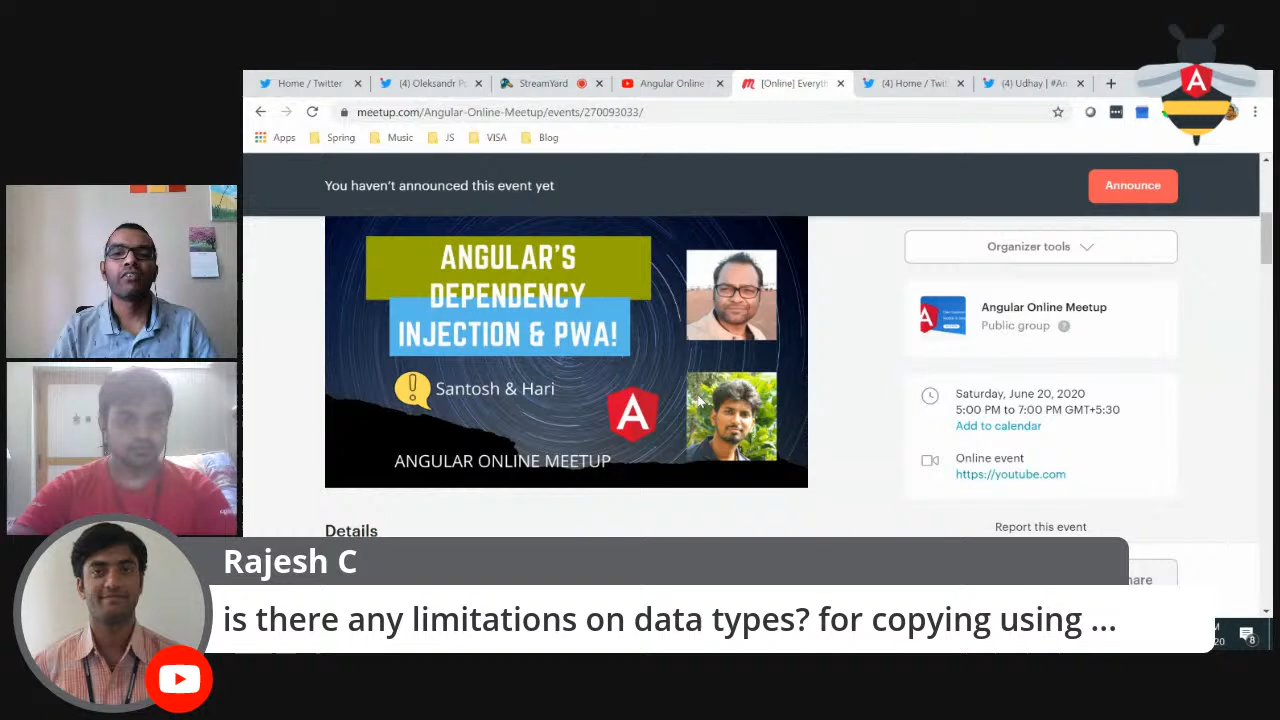 Home / Twitter
(4) Oleksandr Po
StreamYard
Angular Online
[Online] Everyth
(4) Home / Twit
(4) Udhay | #An
meetup.com/Angular-Online-Meetup/events/270093033/
Apps
Spring
Music
JS
VISA
Blog
You haven't announced this event yet
Announce
ANGULAR'S
DEPENDENCY
INJECTION & PWA!
Santosh & Hari
A
ANGULAR ONLINE MEETUP
Organizer tools
Angular Online Meetup
Public group
Saturday, June 20, 2020
5:00 PM to 7:00 PM GMT+5:30
Add to calendar
Online event
https://youtube.com
Report this event
Details
hare
Rajesh C
is there any limitations on data types? for copying using ...
M
20
8
A